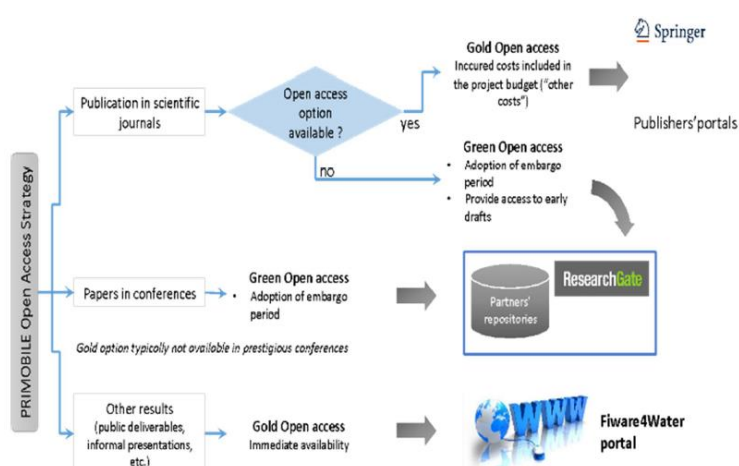 Springer
Gold Open access
Inccured costs included in
the project budget ("other
costs")
Publication in scientific
journals
Open access
option
available ?
yes
Publishers'portals
no
Green Open access
• Adoption of embargo
period
• Provide access to early
drafts
PRIMOBILE Open Access Strategy
Papers in conferences
Green Open access
• Adoption of embargo
period
Partners'
repositories
ResearchGate
Gold option typically not available in prestigious conferences
Other results
(public deliverables,
informal presentations,
etc.)
Gold Open access
Immediate availability
WWW
Fiware4Water
portal